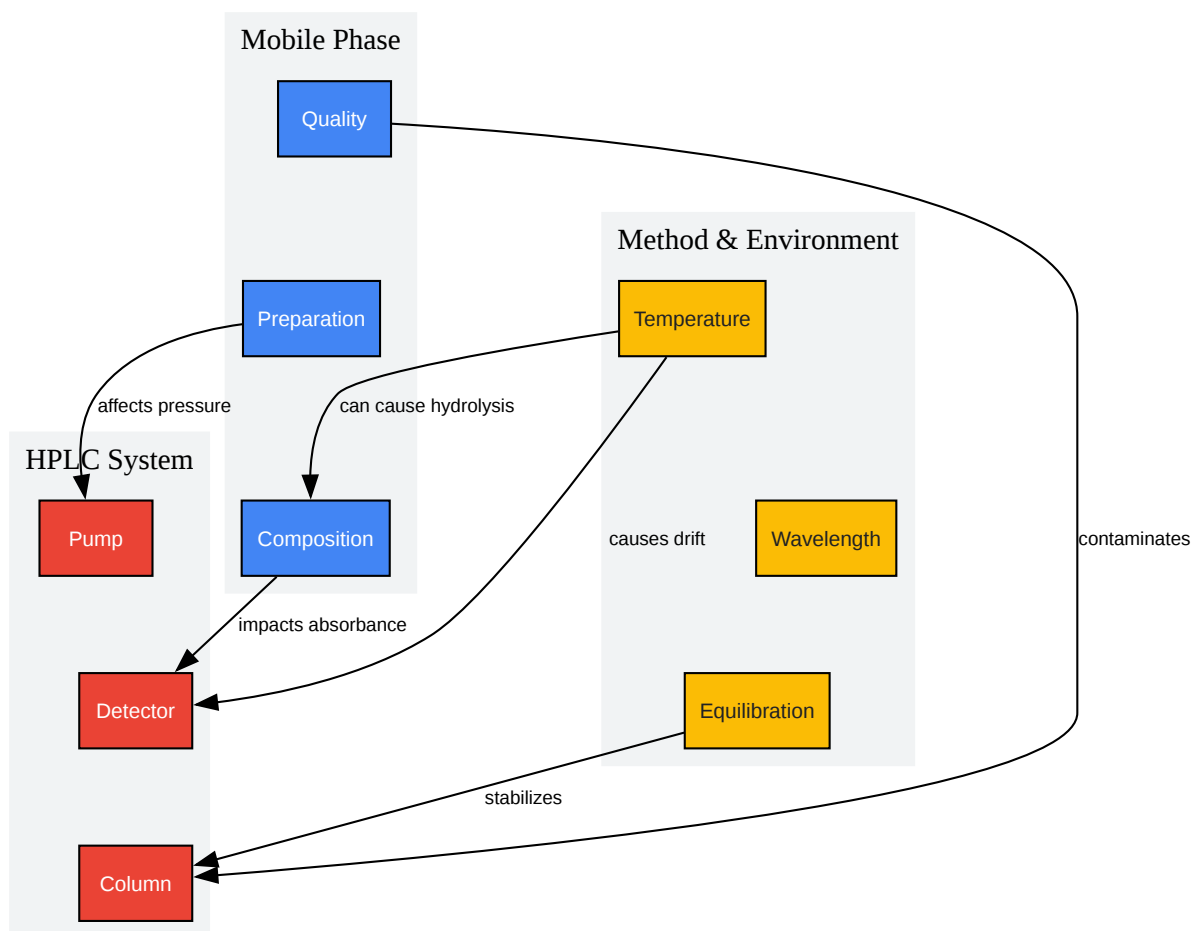 Mobile Phase
Quality
Method & Environment
Preparation
Temperature
affects pressure
can cause hydrolysis
HPLC System
Pump
Composition
causes drift
Wavelength
contaminates
impacts absorbance
Detector
Equilibration
stabilizes
Column